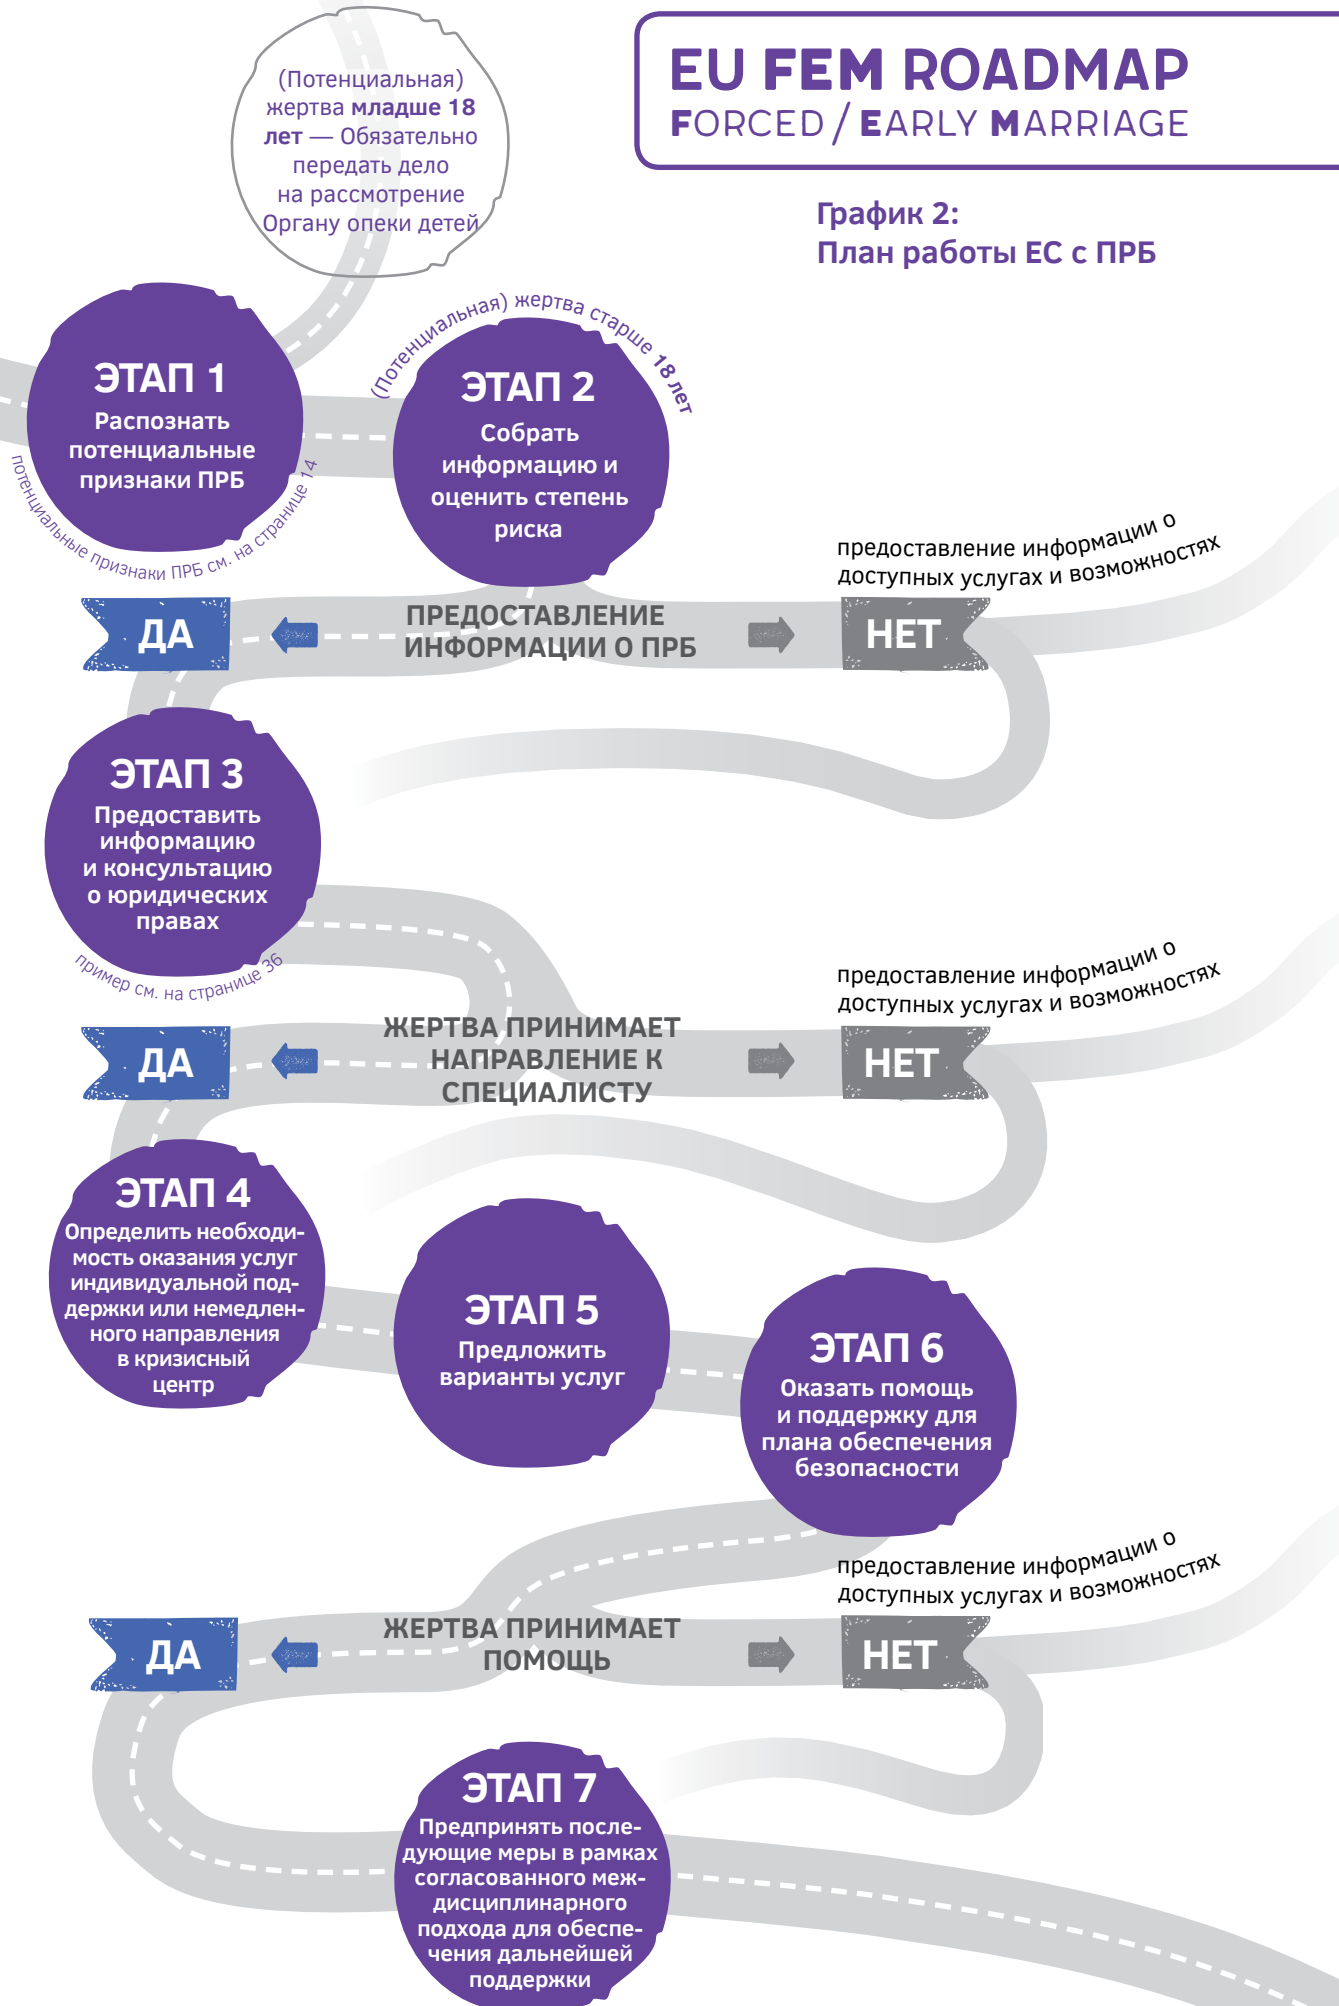 EU FEM ROADMAP
FORCED / EARLY MARRIAGE
График 2:
План работы ЕС с ПРБ
(Потенциальная)
жертва младше 18
лет — Обязательно
передать дело
на рассмотрение
Органу опеки детей
ЭТАП 1
Распознать
потенциальные
признаки ПРБ
потенциальные признаки ПРБ см. на странице 14
(Потенциальная) жертва старше 18 лет
ЭТАП 2
Собрать
информацию и
оценить степень
риска
предоставление информации о
доступных услугах и возможностях
ДА
ПРЕДОСТАВЛЕНИЕ
ИНФОРМАЦИИ О ПРБ
НЕТ
ЭТАП 3
Предоставить
информацию
и консультацию
о юридических
правах
пример см. на странице 36
предоставление информации о
доступных услугах и возможностях
ДА
ЖЕРТВА ПРИНИМАЕТ
НАПРАВЛЕНИЕ К
СПЕЦИАЛИСТУ
НЕТ
ЭТАП 4
Определить необходи-
мость оказания услуг
индивидуальной под-
держки или немедлен-
ного направления
в кризисный
центр
ЭТАП 5
Предложить
варианты услуг
ЭТАП 6
Оказать помощь
и поддержку для
плана обеспечения
безопасности
предоставление информации о
доступных услугах и возможностях
ДА
ЖЕРТВА ПРИНИМАЕТ
ПОМОЩЬ
НЕТ
ЭТАП 7
Предпринять после-
дующие меры в рамках
согласованного меж-
дисциплинарного
подхода для обеспе-
чения дальнейшей
поддержки